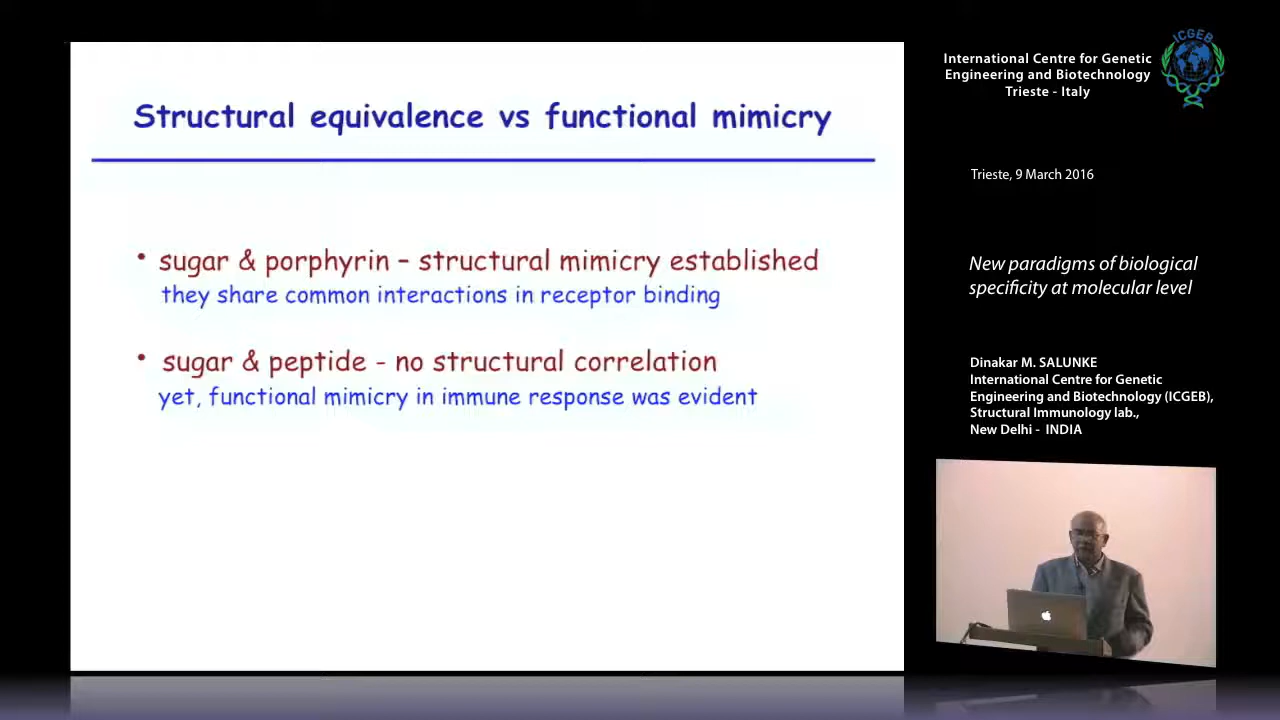 Structural equivalence vs functional mimicry
• sugar & porphyrin – structural mimicry established
they share common interactions in receptor binding
• sugar & peptide - no structural correlation
yet, functional mimicry in immune response was evident
ICGEB
International Centre for Genetic
Engineering and Biotechnology
Trieste - Italy
Trieste, 9 March 2016
New paradigms of biological
specificity at molecular level
Dinakar M. SALUNKE
International Centre for Genetic
Engineering and Biotechnology (ICGEB),
Structural Immunology lab.,
New Delhi - INDIA